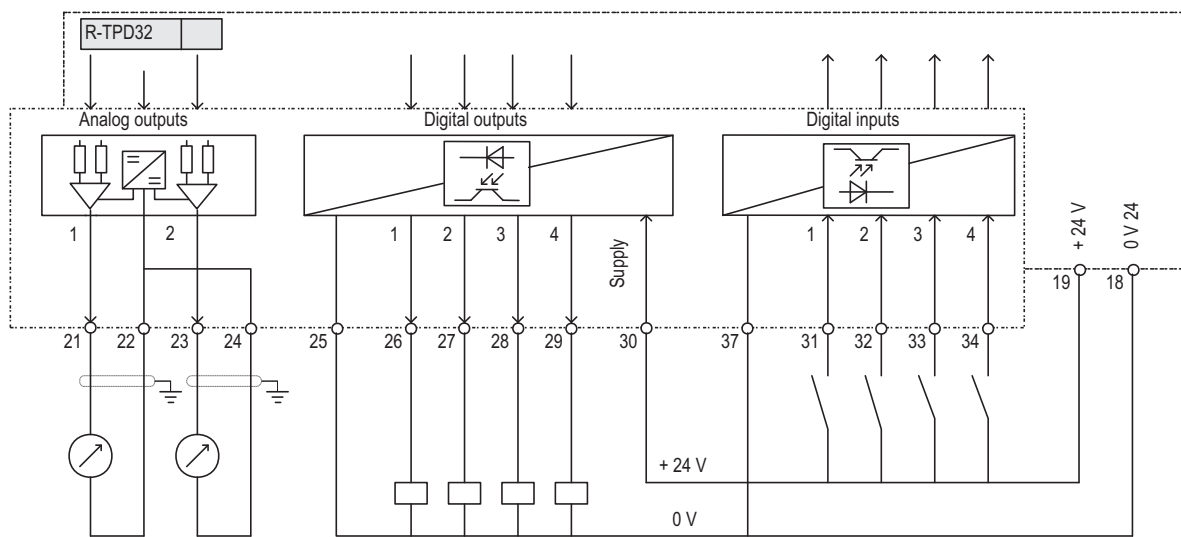 R-TPD32
Analog outputs
Digital outputs
Digital inputs
1 2
1 2 3 4
Supply
1 2 3 4
+ 24 V
0 V 24
19 18
21 22 23 24 25 26 27 28 29 30 37 31 32 33 34
+ 24 V
0 V